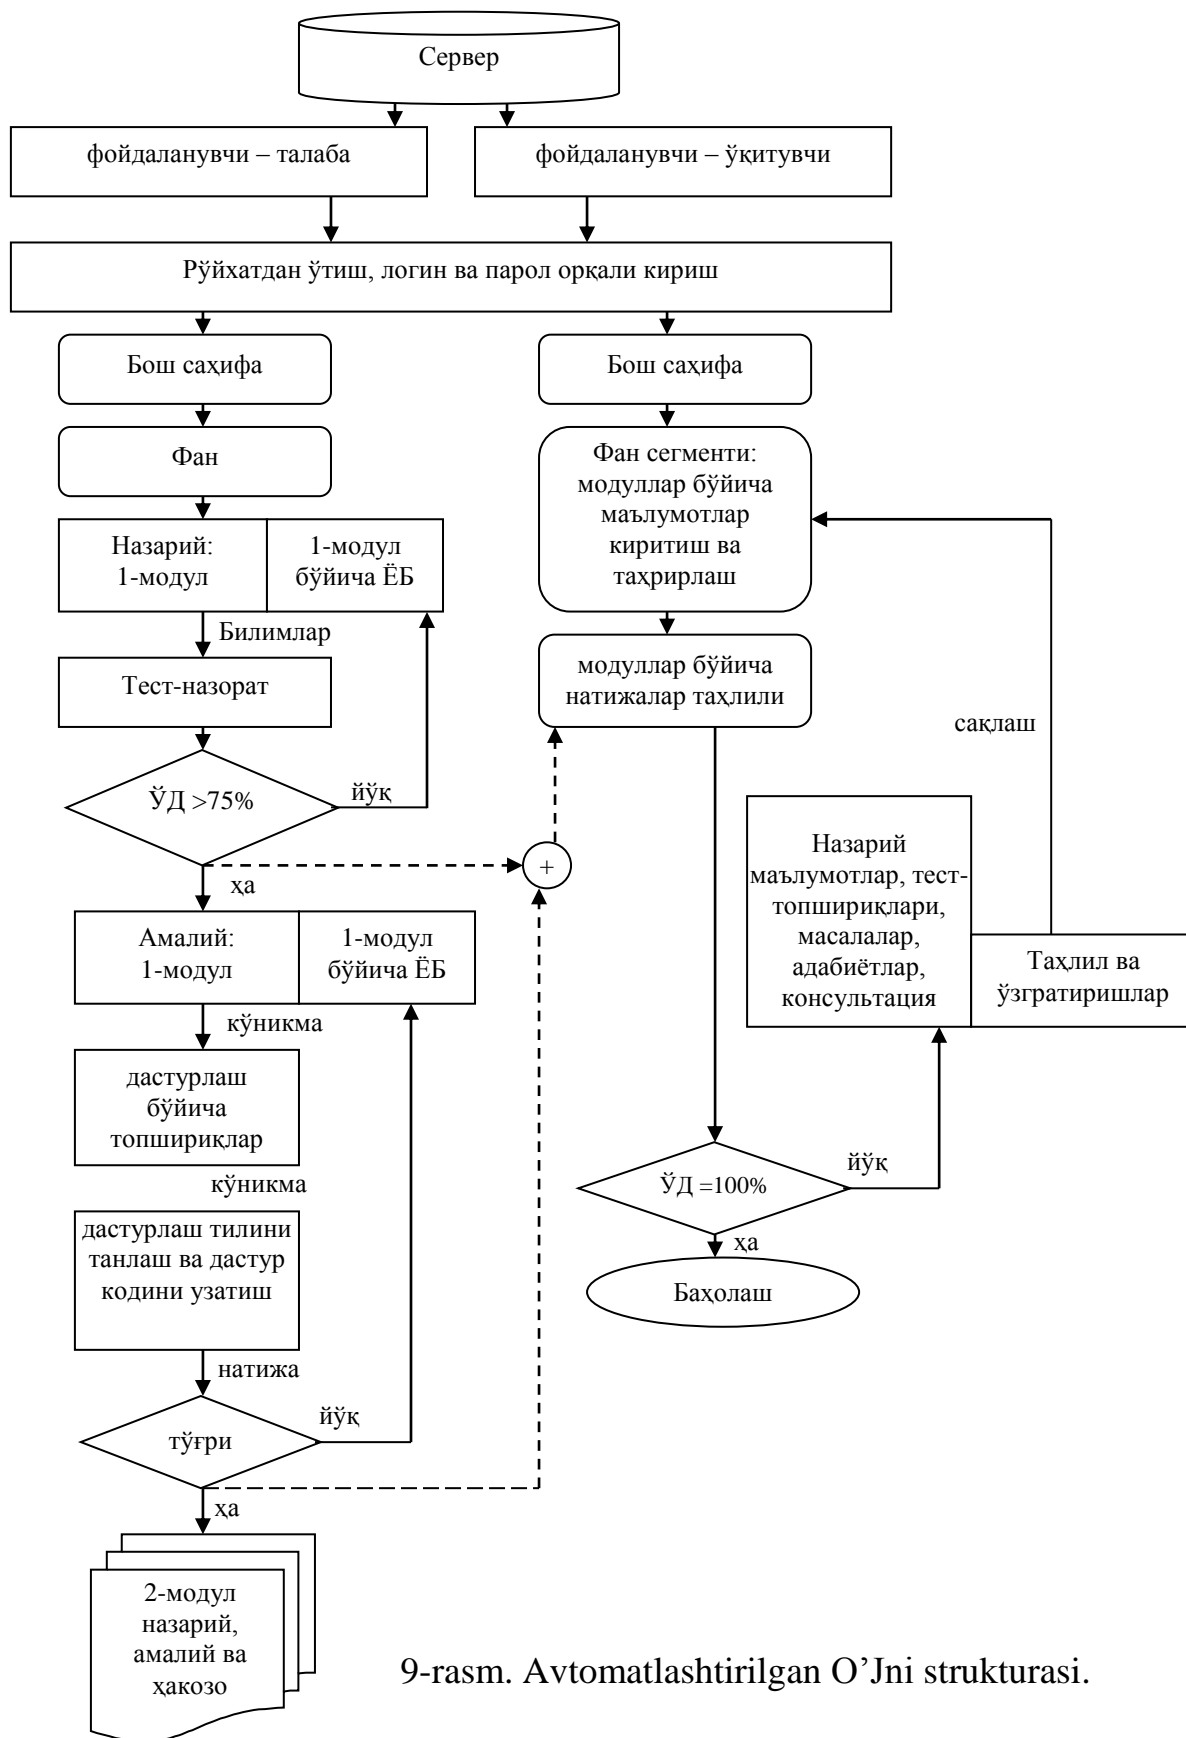 Сервер
фойдаланувчи – талаба
фойдаланувчи – ўқитувчи
Рўйхатдан ўтиш, логин ва парол орқали кириш
Бош саҳифа
Бош саҳифа
Фан
Фан сегменти:
модуллар бўйича
маълумотлар
киритиш ва
таҳрирлаш
Назарий:
1-модул
1-модул
бўйича ЁБ
Билимлар
Тест-назорат
модуллар бўйича
натижалар таҳлили
сақлаш
ЎД >75%
йўқ
+
ҳа
Назарий
маълумотлар, тест-
топшириқлари,
масалалар,
адабиётлар,
консультация
Таҳлил ва
ўзгратиришлар
Амалий:
1-модул
1-модул
бўйича ЁБ
кўникма
дастурлаш
бўйича
топшириқлар
кўникма
ЎД =100%
йўқ
ҳа
Баҳолаш
дастурлаш тилини
танлаш ва дастур
кодини узатиш
натижа
тўғри
йўқ
ҳа
2-модул
назарий,
амалий ва
ҳакозо
9-rasm. Avtomatlashtirilgan O’Jni strukturasi.